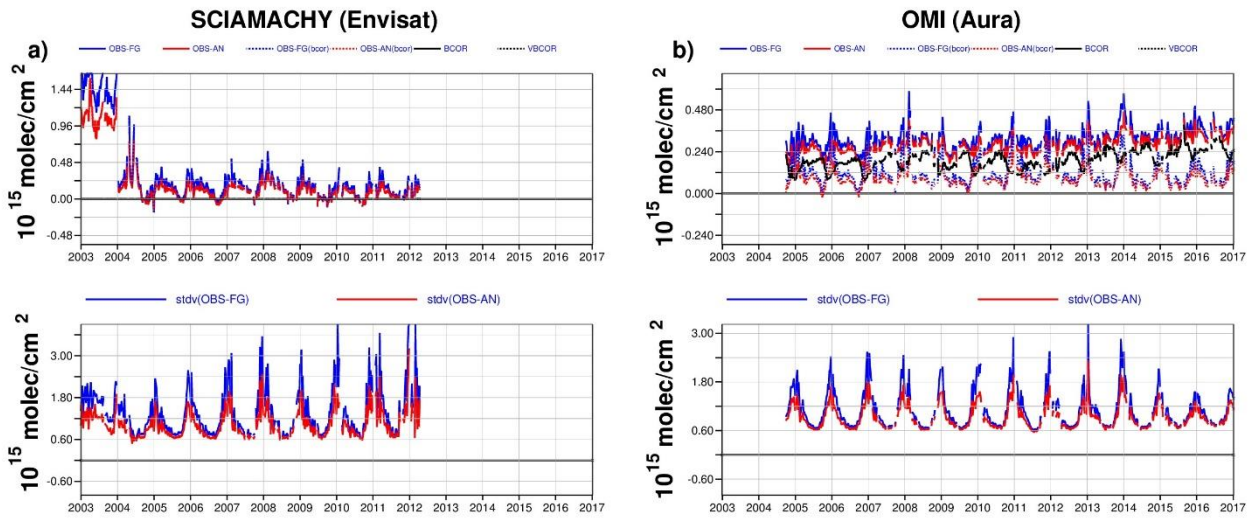 SCIAMACHY (Envisat)
OMI (Aura)
a)
OBS-FG OBS-AN OBS-FG(bcor) OBS-AN(bcor) BCOR VBCOR
1.44
0.96
0.48
0.00
-0.48
10 15 molec/cm 2
2003 2004 2005 2006 2007 2008 2009 2010 2011 2012 2013 2014 2015 2016 2017
b)
OBS-FG OBS-AN OBS-FG(bcor) OBS-AN(bcor) BCOR VBCOR
0.480
0.240
0.000
-0.240
10 15 molec/cm 2
2003 2004 2005 2006 2007 2008 2009 2010 2011 2012 2013 2014 2015 2016 2017
stdv(OBS-FG) stdv(OBS-AN)
3.00
1.80
0.60
-0.60
10 15 molec/cm 2
2003 2004 2005 2006 2007 2008 2009 2010 2011 2012 2013 2014 2015 2016 2017
stdv(OBS-FG) stdv(OBS-AN)
3.00
1.80
0.60
-0.60
10 15 molec/cm 2
2003 2004 2005 2006 2007 2008 2009 2010 2011 2012 2013 2014 2015 2016 2017